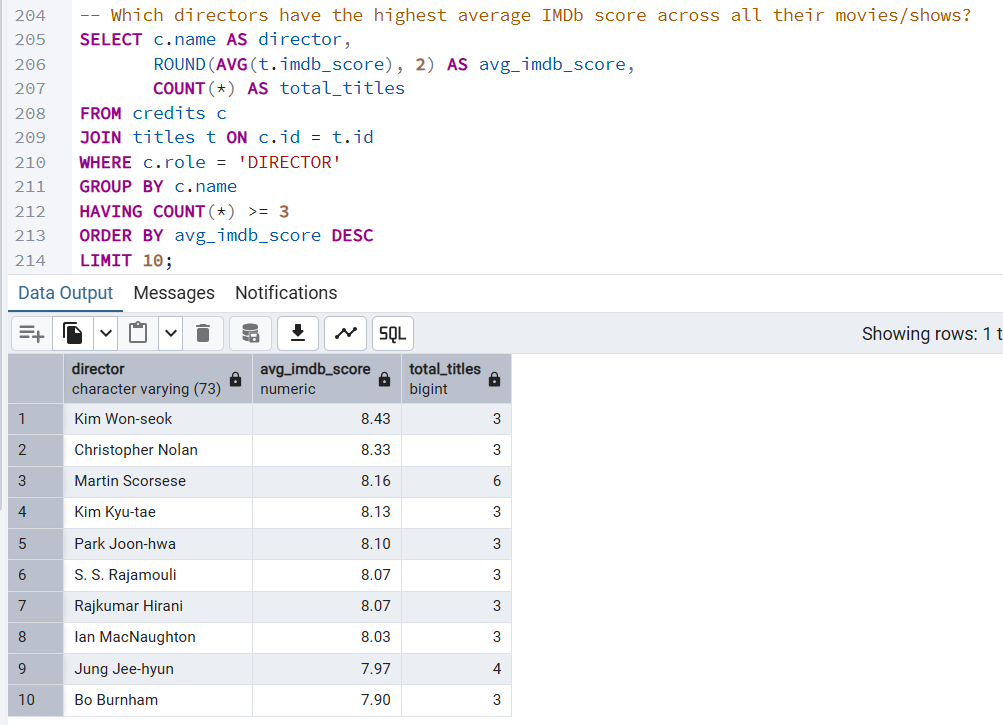 204 -- Which directors have the highest average IMDb score across all their movies/shows?
205 SELECT c.name AS director,
206 ROUND(AVG(t.imdb_score), 2) AS avg_imdb_score,
207 COUNT(*) AS total_titles
208 FROM credits c
209 JOIN titles t ON c.id = t.id
210 WHERE c.role = 'DIRECTOR'
211 GROUP BY c.name
212 HAVING COUNT(*) >= 3
213 ORDER BY avg_imdb_score DESC
214 LIMIT 10;
Data Output Messages Notifications
SQL Showing rows: 1 t
director avg_imdb_score total_titles
character varying (73) numeric bigint
1 Kim Won-seok 8.43 3
2 Christopher Nolan 8.33 3
3 Martin Scorsese 8.16 6
4 Kim Kyu-tae 8.13 3
5 Park Joon-hwa 8.10 3
6 S. S. Rajamouli 8.07 3
7 Rajkumar Hirani 8.07 3
8 Ian MacNaughton 8.03 3
9 Jung Jee-hyun 7.97 4
10 Bo Burnham 7.90 3